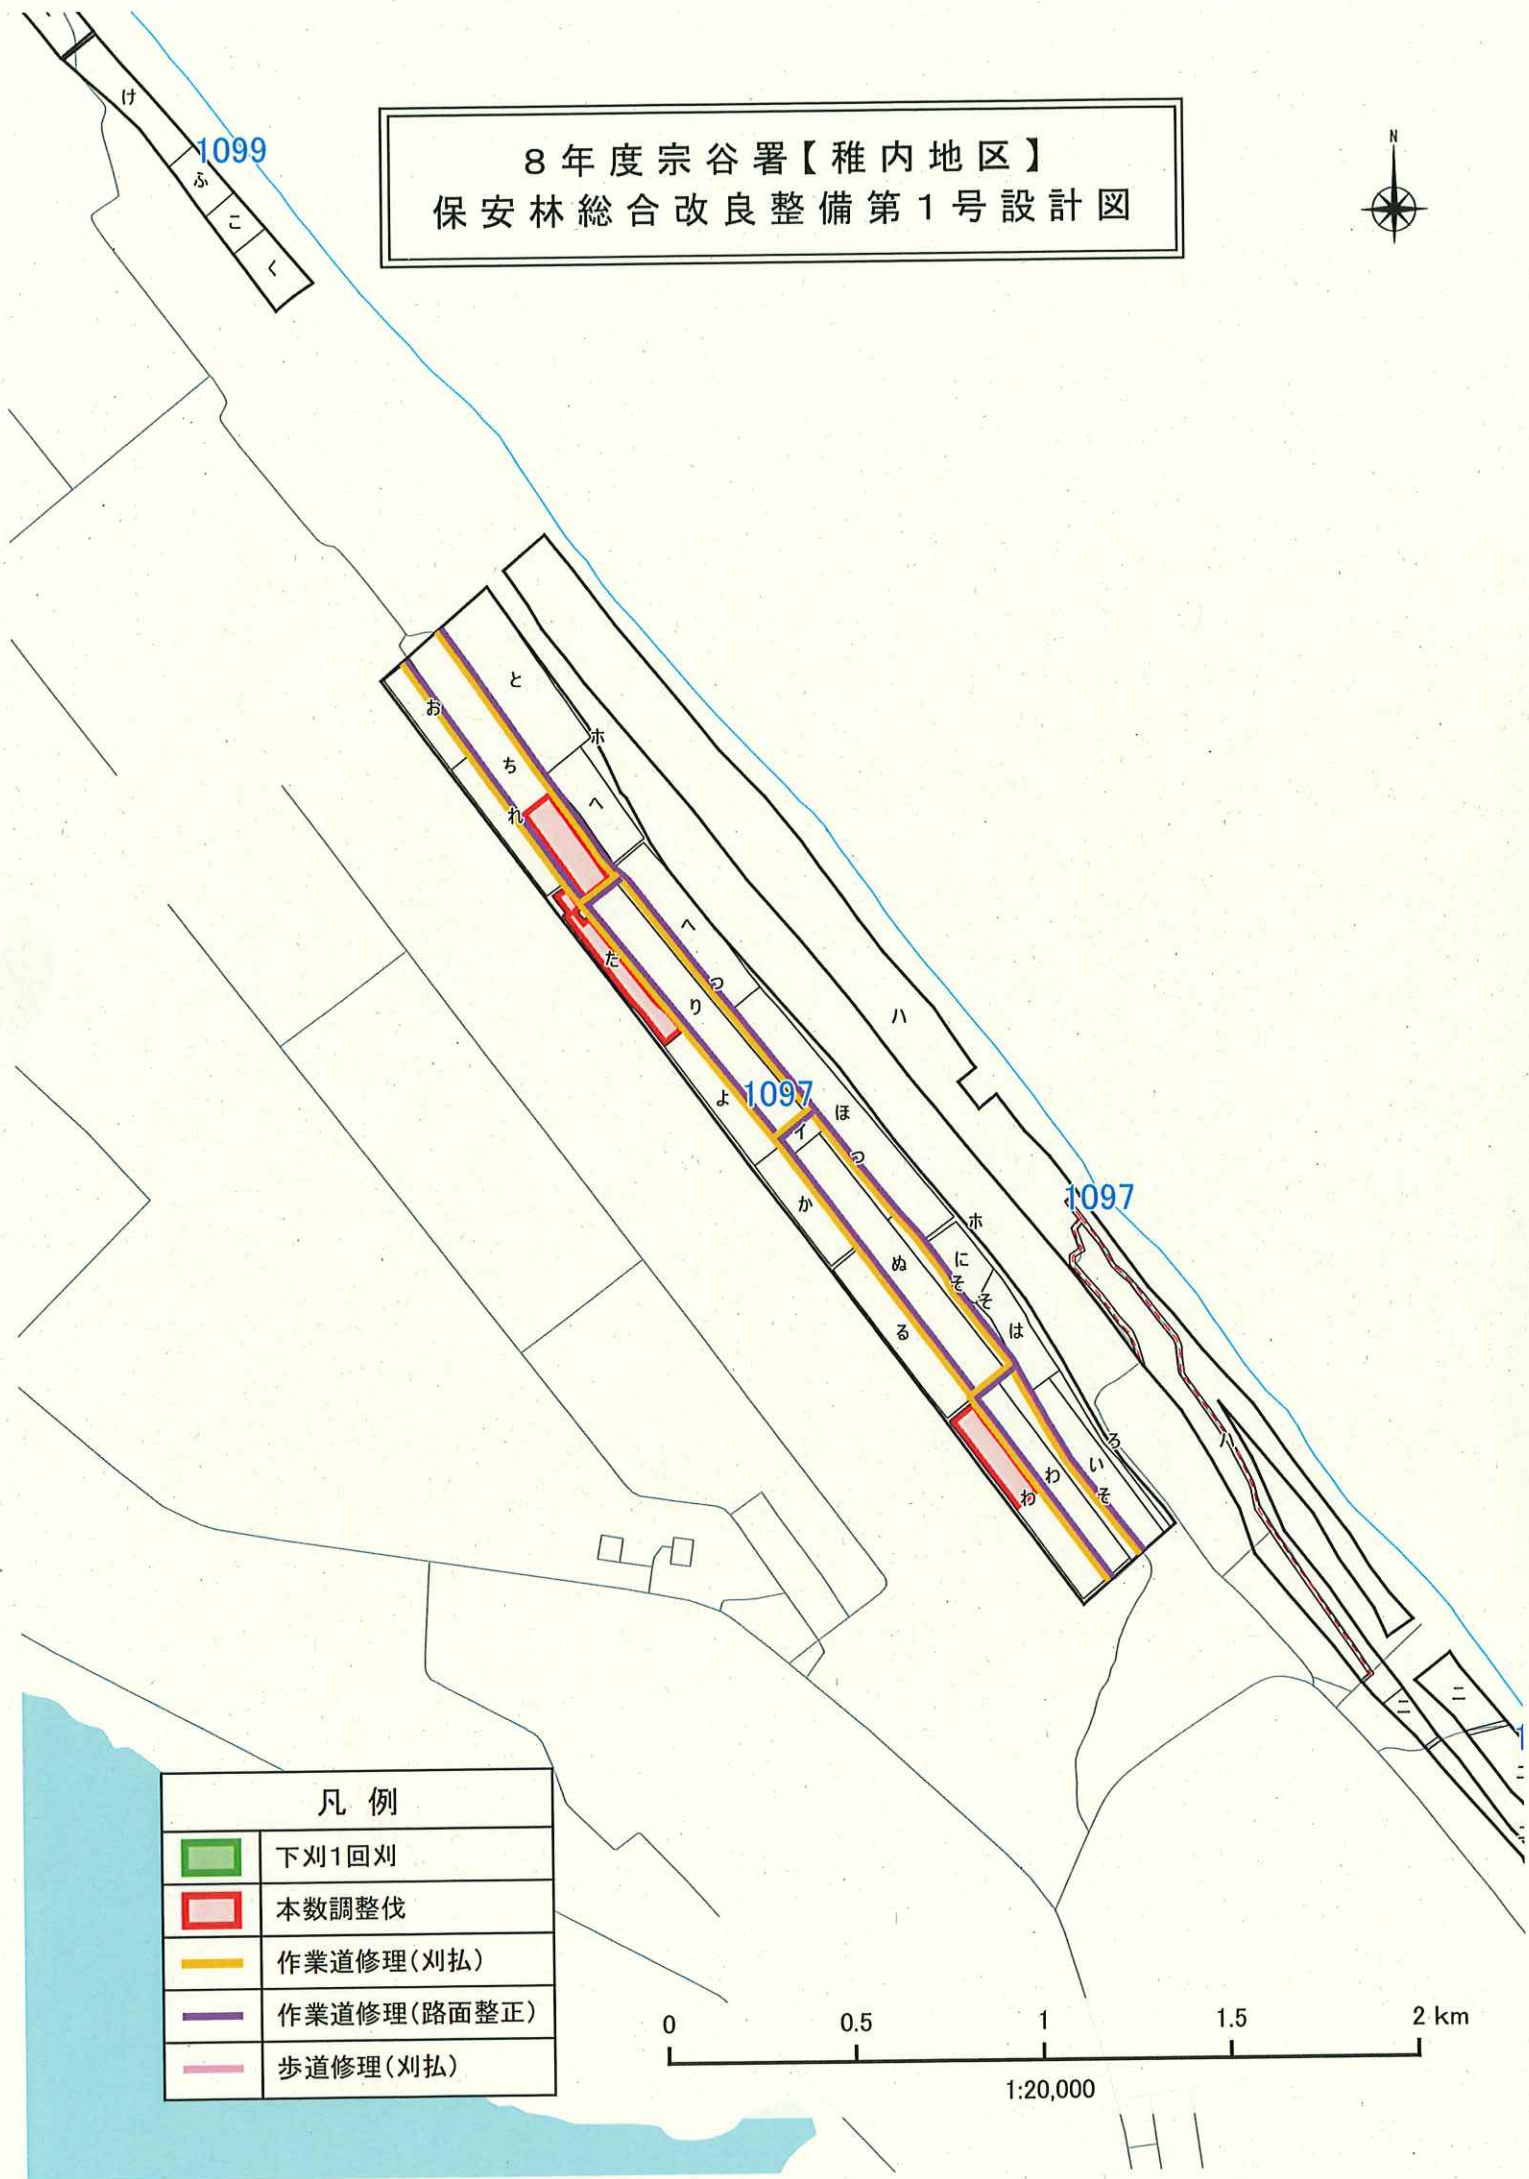 け
1099
ふ
こ
く
8年度宗谷署【稚内地区】
保安林総合改良整備第1号設計図
N
と
お
ホ
ち
へ
れ
へ
た
つ
り
ハ
よ
1097
ほ
イ
つ
1097
か
ホ
に
ぬ
そ
そ
る
は
ろ
ハ
い
わ
そ
わ
ニ
ニ
凡例
下刈1回刈
本数調整伐
作業道修理(刈払)
作業道修理(路面整正)
歩道修理(刈払)
0
0.5
1
1.5
2 km
1:20,000